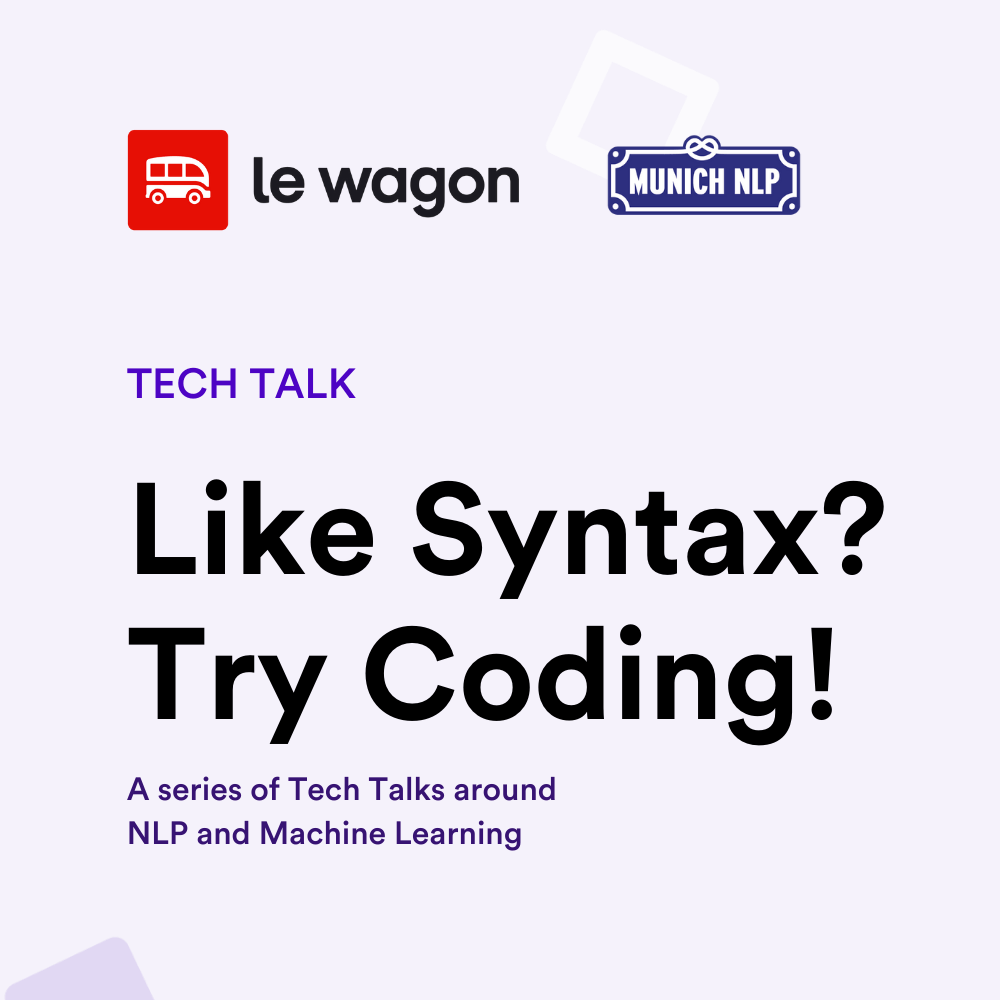 le wagon
MUNICH NLP
TECH TALK
Like Syntax?
Try Coding!
A series of Tech Talks around
NLP and Machine Learning